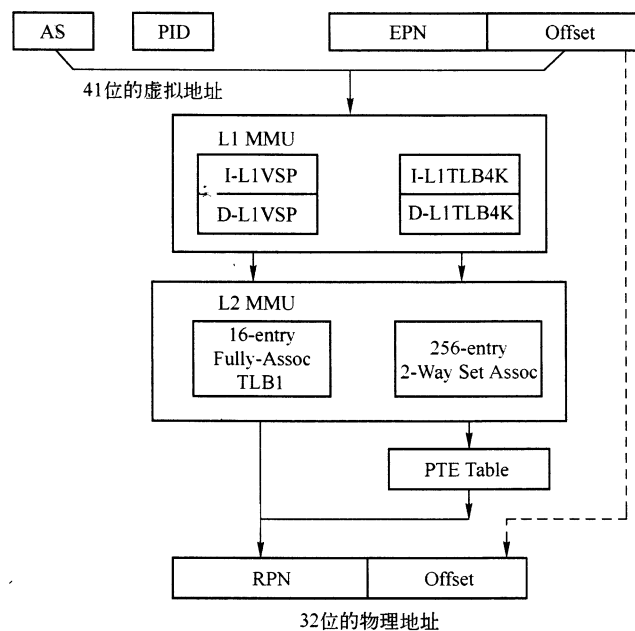 AS PID EPN Offset
41位的虚拟地址
L1 MMU
I-L1VSP I-L1TLB4K
D-L1VSP D-L1TLB4K
L2 MMU
16-entry
Fully-Assoc
TLB1
256-entry
2-Way Set Assoc
PTE Table
RPN Offset
32位的物理地址